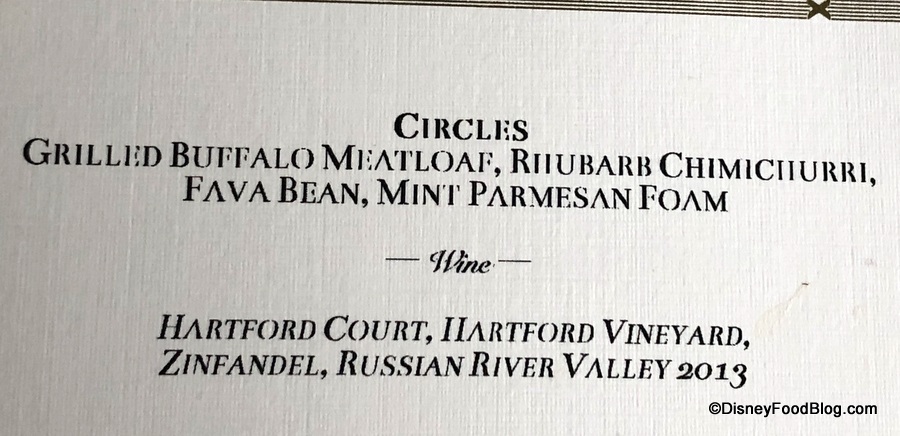 Circles
Grilled Buffalo Meatloaf, Rhubarb Chimichurri,
Fava Bean, Mint Parmesan Foam
— Wine —
Hartford Court, Hartford Vineyard,
Zinfandel, Russian River Valley 2013
©DisneyFoodBlog.com